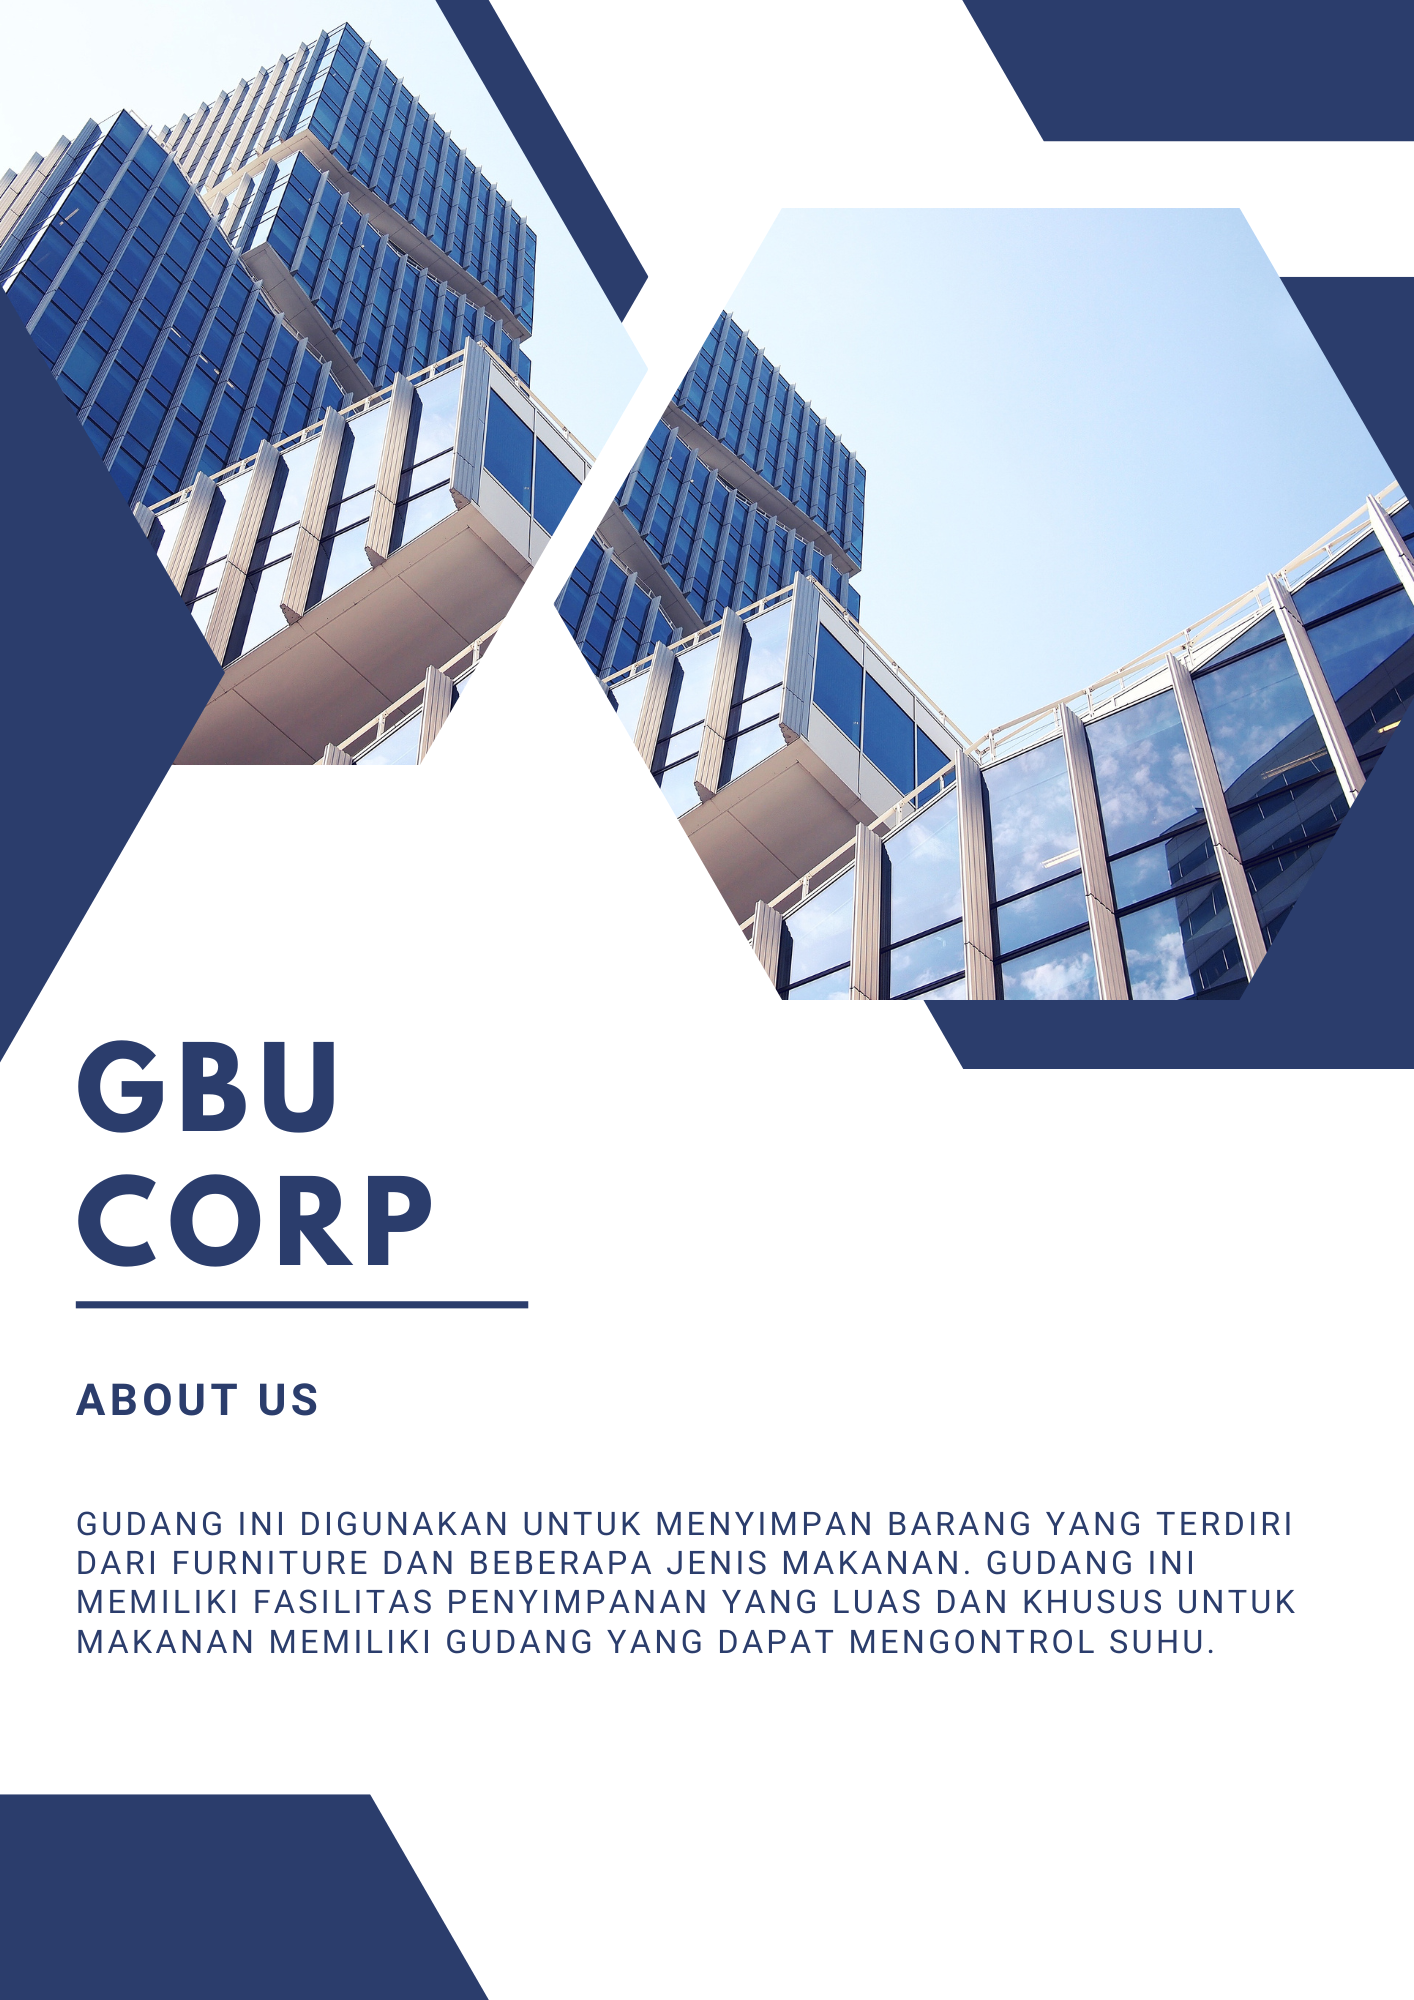 GBU
CORP
ABOUT US
GUDANG INI DIGUNAKAN UNTUK MENYIMPAN BARANG YANG TERDIRI
DARI FURNITURE DAN BEBERAPA JENIS MAKANAN. GUDANG INI
MEMILIKI FASILITAS PENYIMPANAN YANG LUAS DAN KHUSUS UNTUK
MAKANAN MEMILIKI GUDANG YANG DAPAT MENGONTROL SUHU.